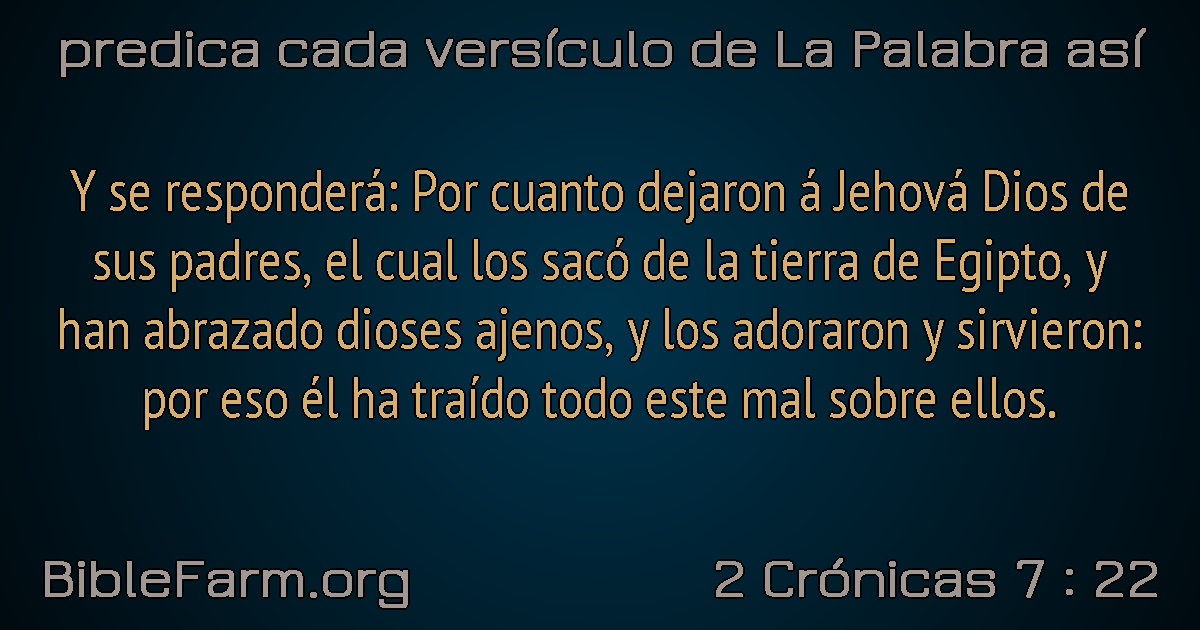 predica cada versículo de La Palabra así
Y se responderá: Por cuanto dejaron á Jehová Dios de
sus padres, el cual los sacó de la tierra de Egipto, y
han abrazado dioses ajenos, y los adoraron y sirvieron:
por eso él ha traído todo este mal sobre ellos.
BibleFarm.org
2 Crónicas 7 : 22